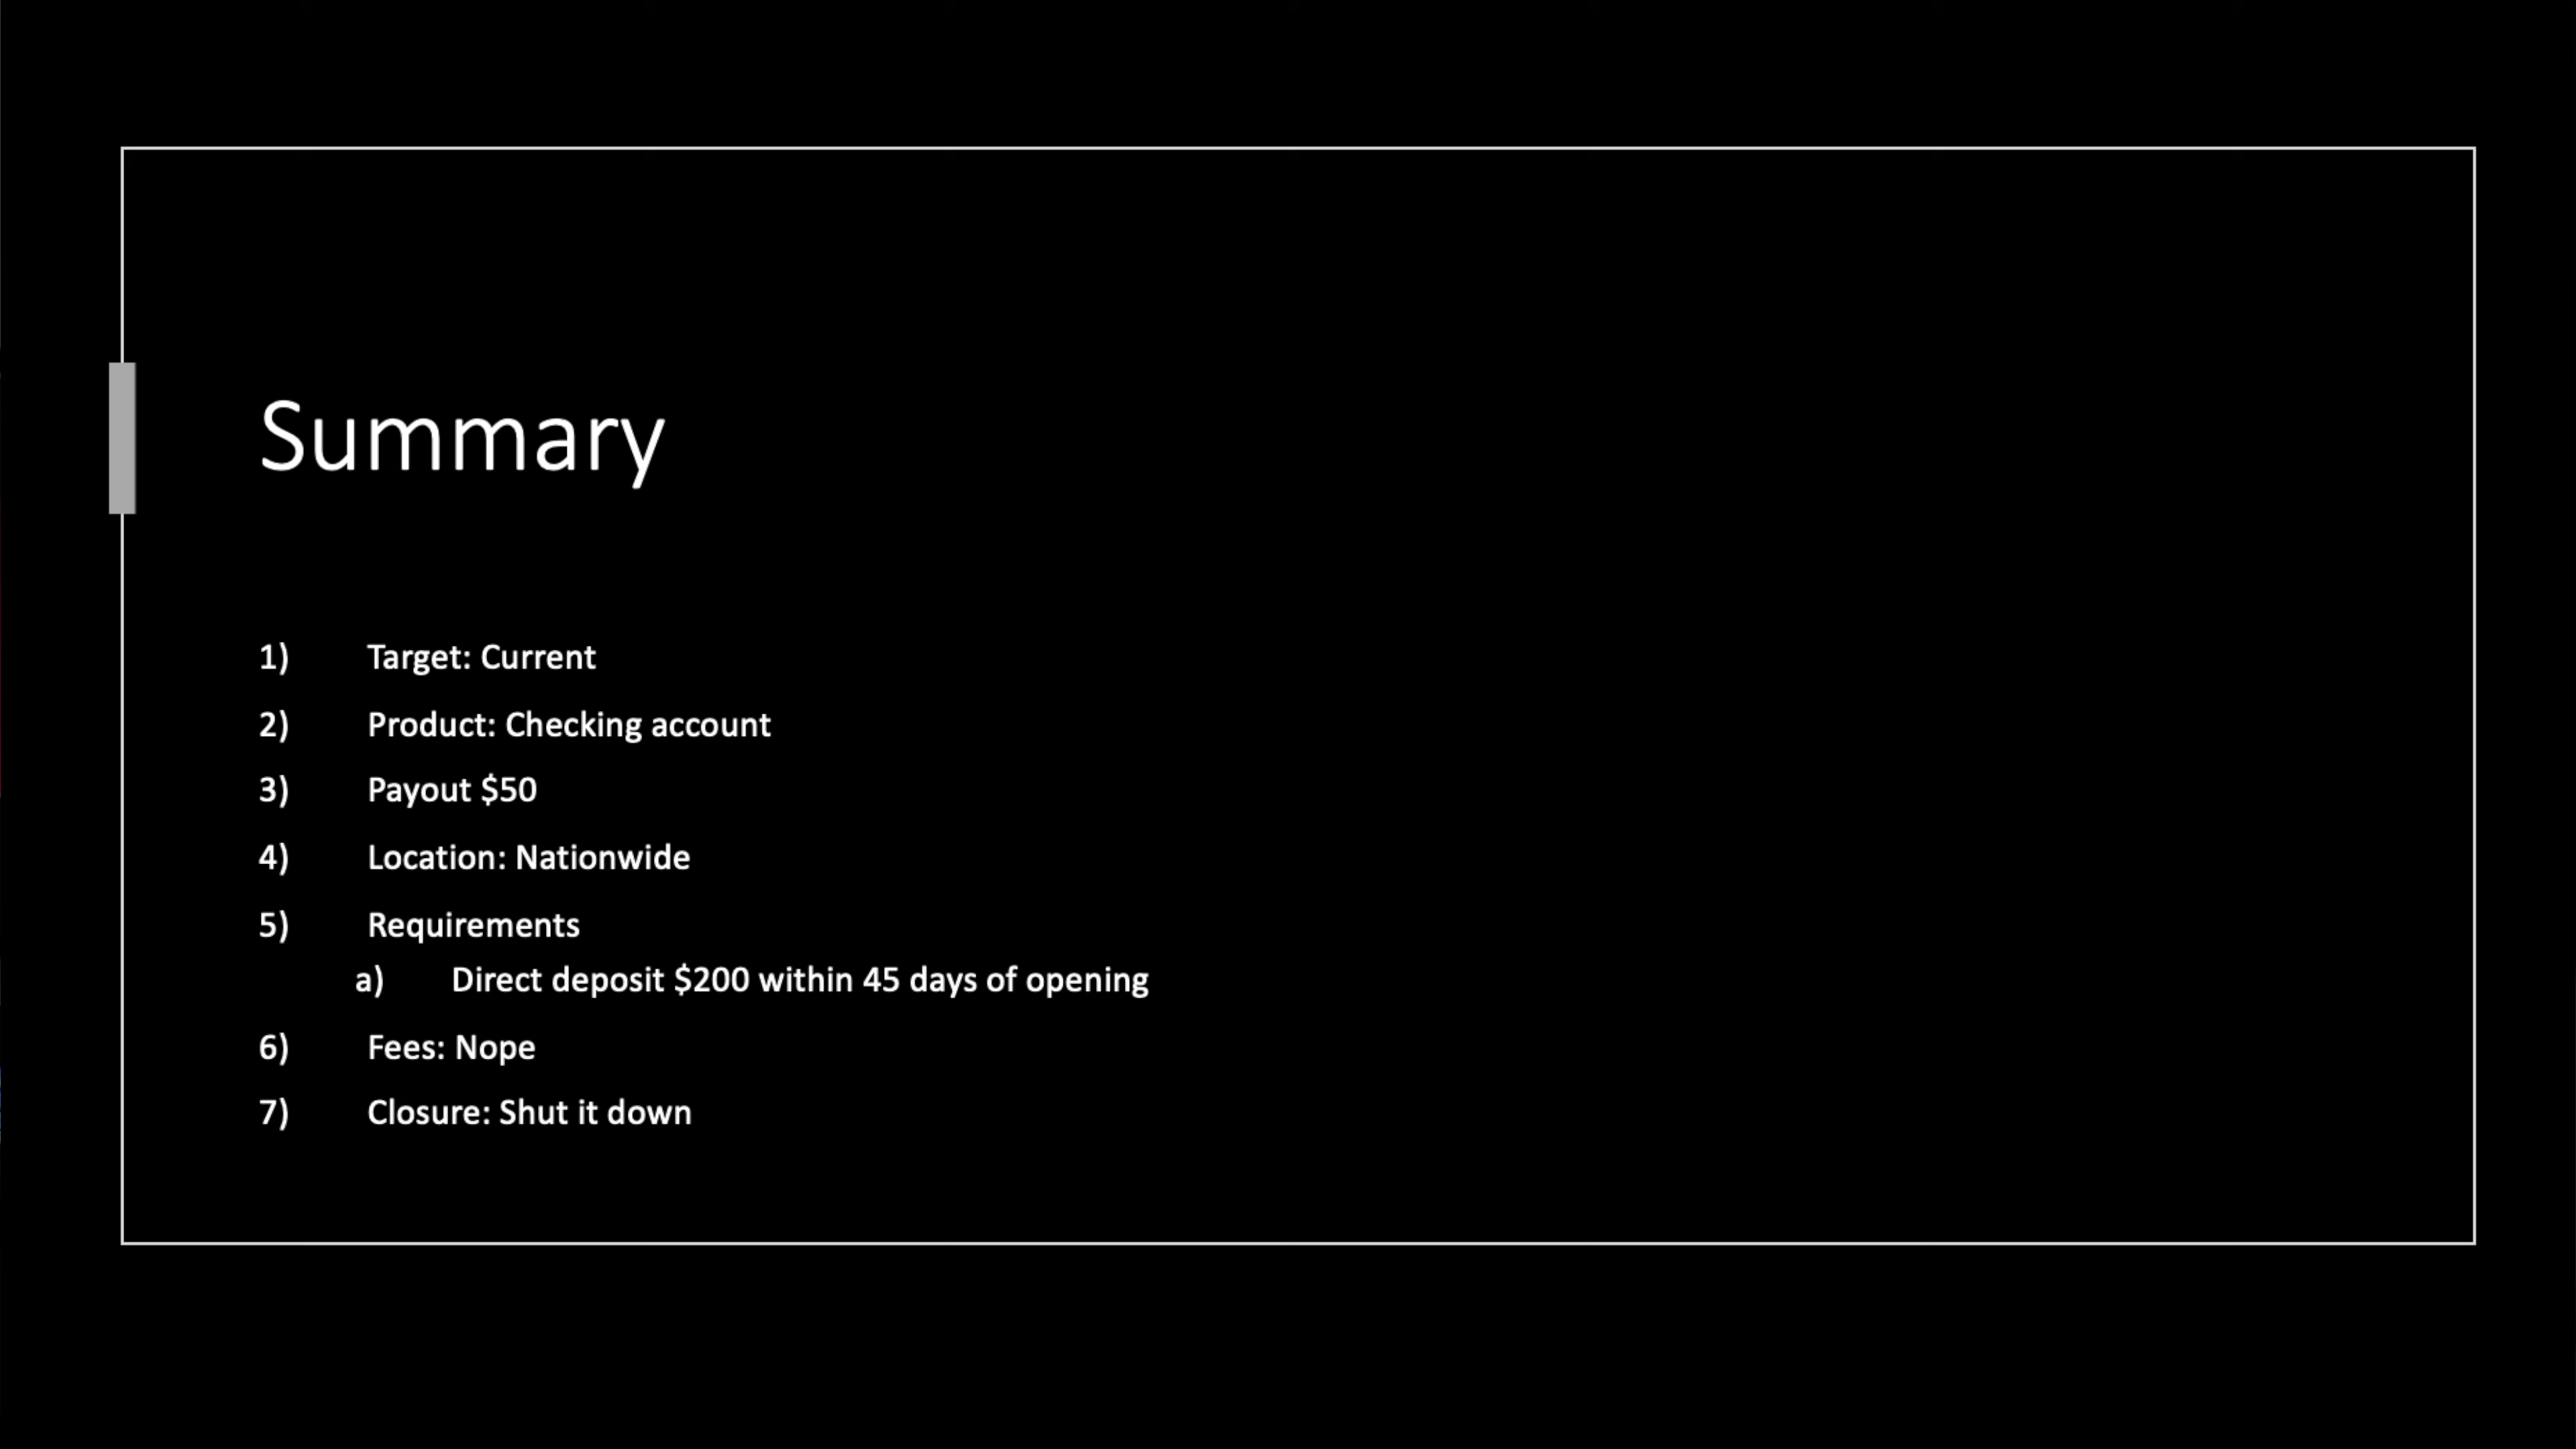 Summary
1) Target: Current
2) Product: Checking account
3) Payout $50
4) Location: Nationwide
5) Requirements
a) Direct deposit $200 within 45 days of opening
6) Fees: Nope
7) Closure: Shut it down